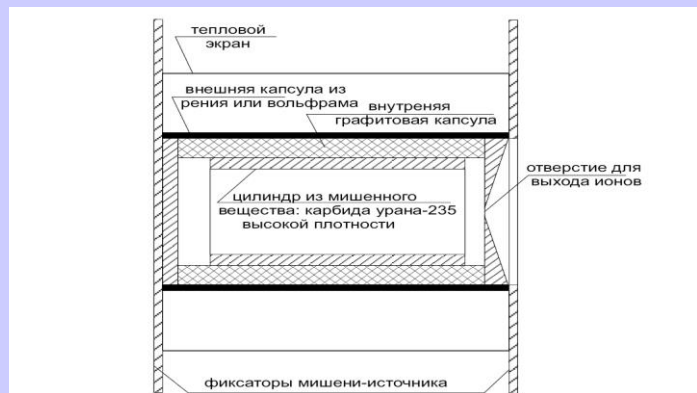 тепловой
экран
внешняя капсула из
рения или вольфрама
внутреняя
графитовая капсула
отверстие для
выхода ионов
цилиндр из мишенного
вещества: карбида урана-235
высокой плотности
фиксаторы мишени-источника